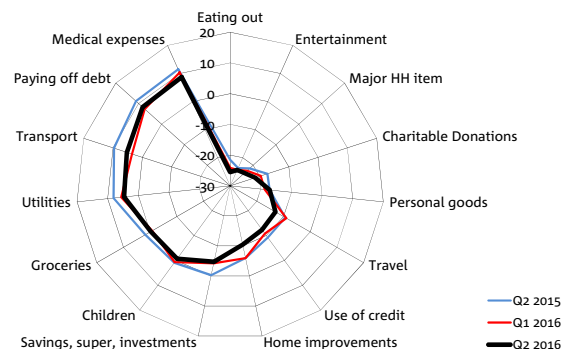 Eating out
20
Medical expenses
Entertainment
10
Paying off debt
Major HH item
0
-10
Transport
Charitable Donations
-20
-30
Utilities
Personal goods
Groceries
Travel
Children
Use of credit
Savings, super, investments
Home improvements
Q2 2015
Q1 2016
Q2 2016